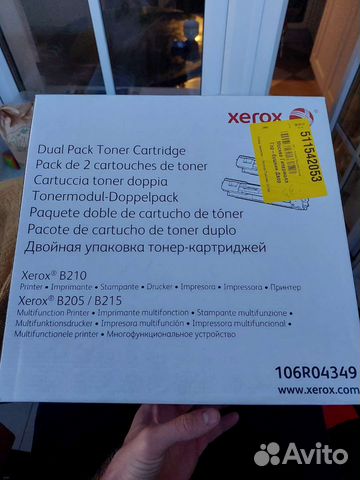 xerox
Dual Pack Toner Cartridge
Pack de 2 cartouches de toner
Cartuccia toner doppia
Tonermodul-Doppelpack
Paquete doble de cartucho de tóner
Pacote de cartucho de toner duplo
Двойная упаковка тонер-картриджей
511542053
Xerox® B210
Printer • Imprimante • Stampante • Drucker • Impresora • Impressora • Принтер
Xerox® B205 / B215
Multifunction Printer • Imprimante multifonction • Stampante multifunzione •
Multifunktionsdrucker • Impresora multifunción • Impressora multifuncional •
Multifunctionele printer • Многофункциональное устройство
106R04349
www.xerox.com
Avito